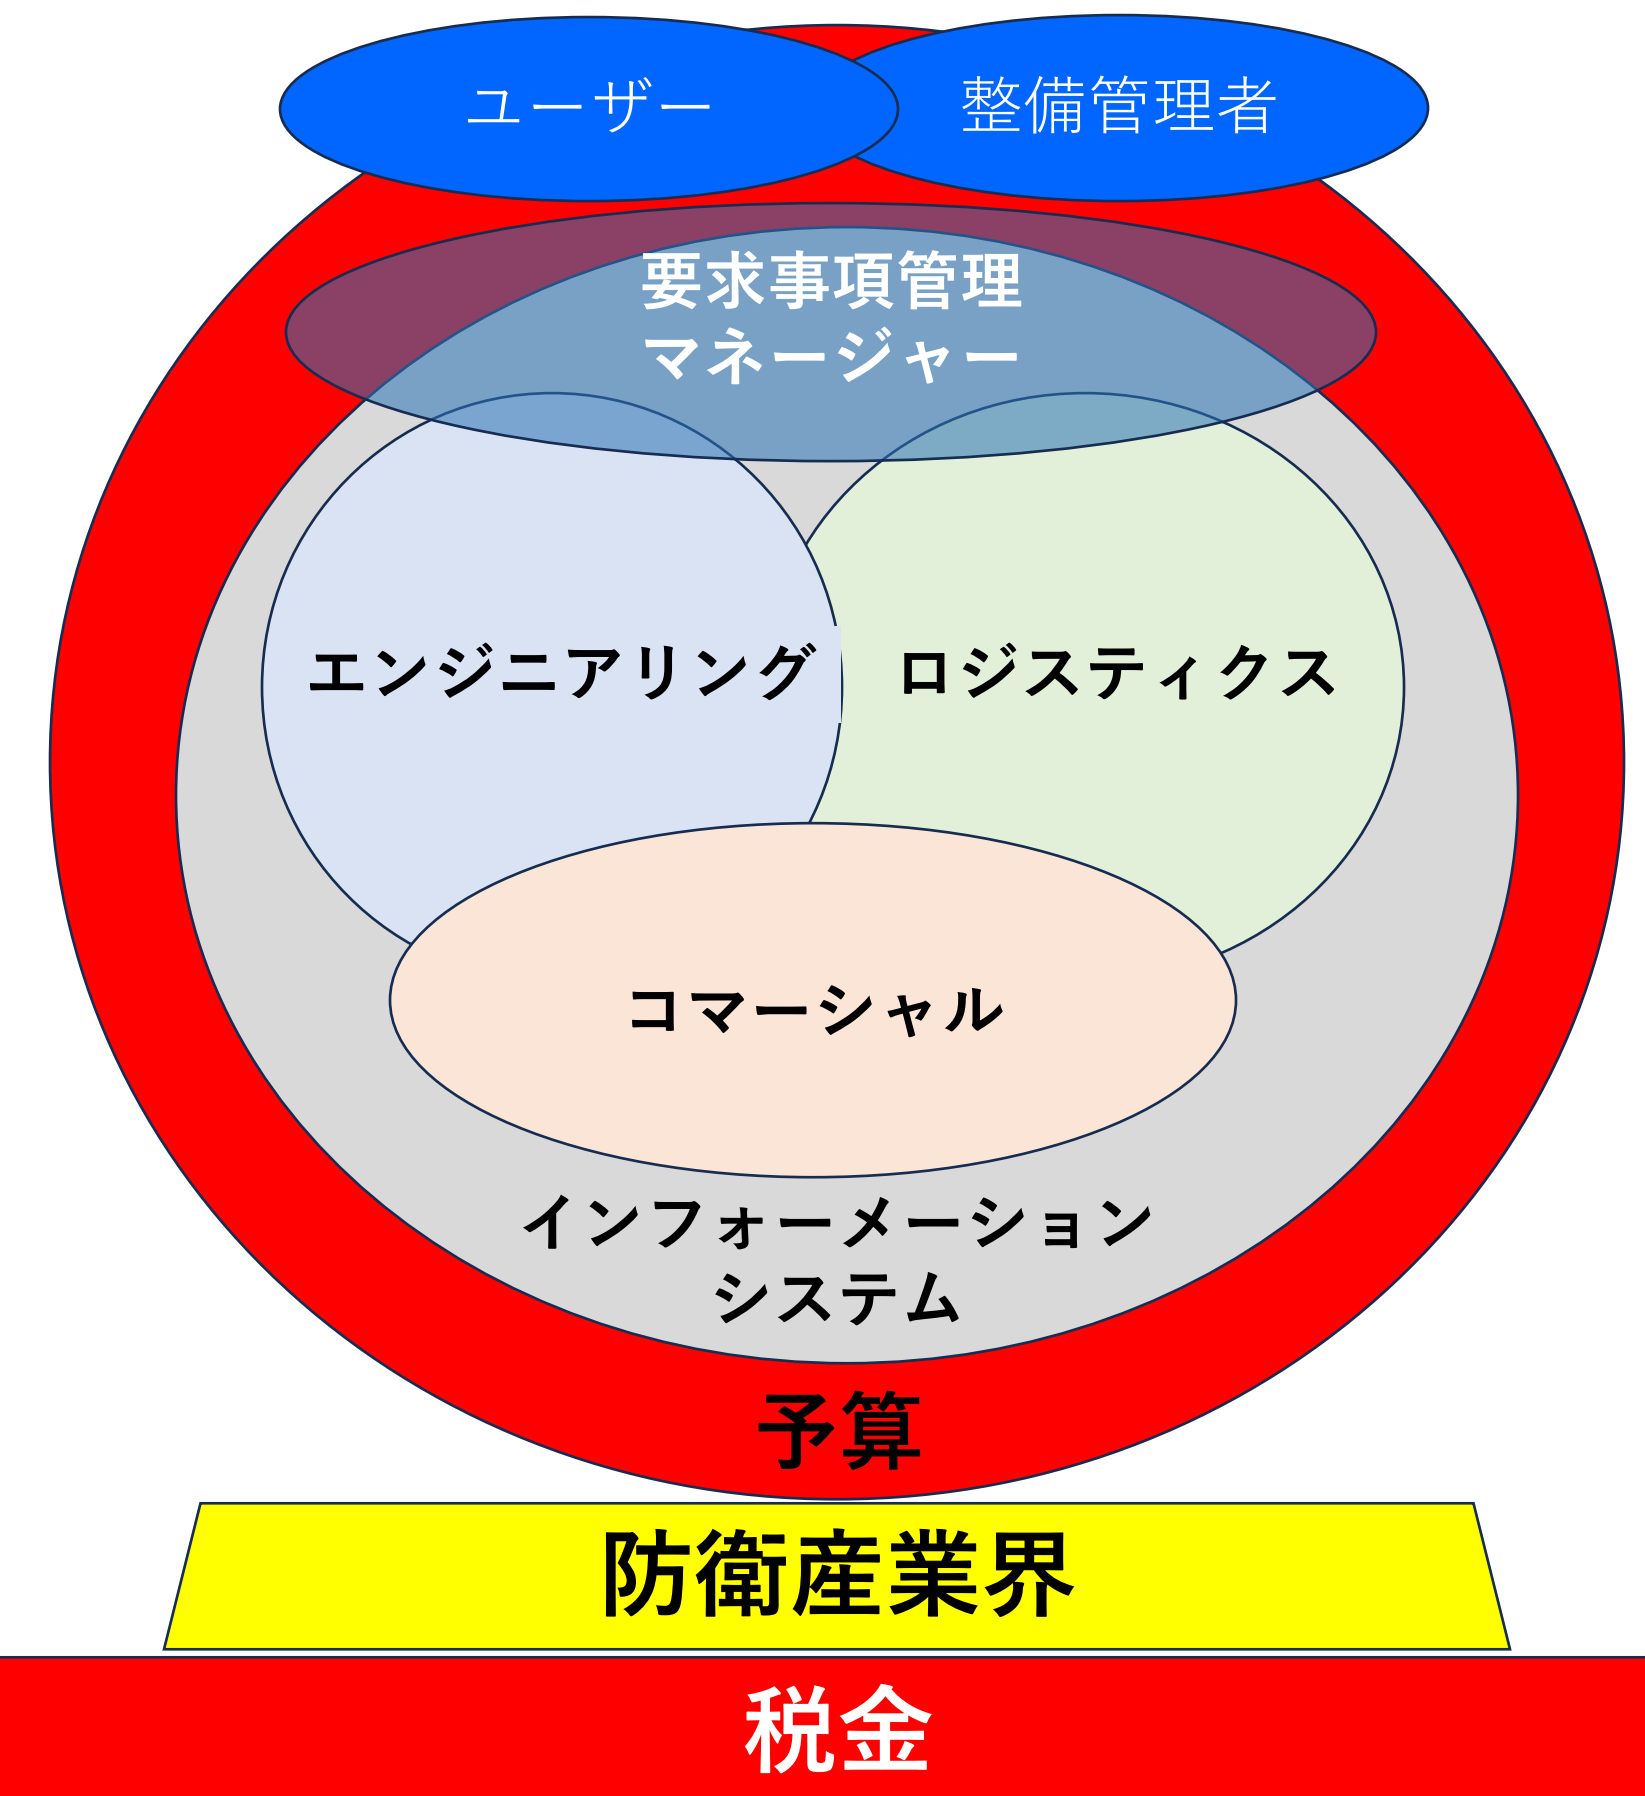 ユーザー
整備管理者
要求事項管理
マネージャー
エンジニアリング
ロジスティクス
コマーシャル
インフォーメーション
システム
予算
防衛産業界
税金